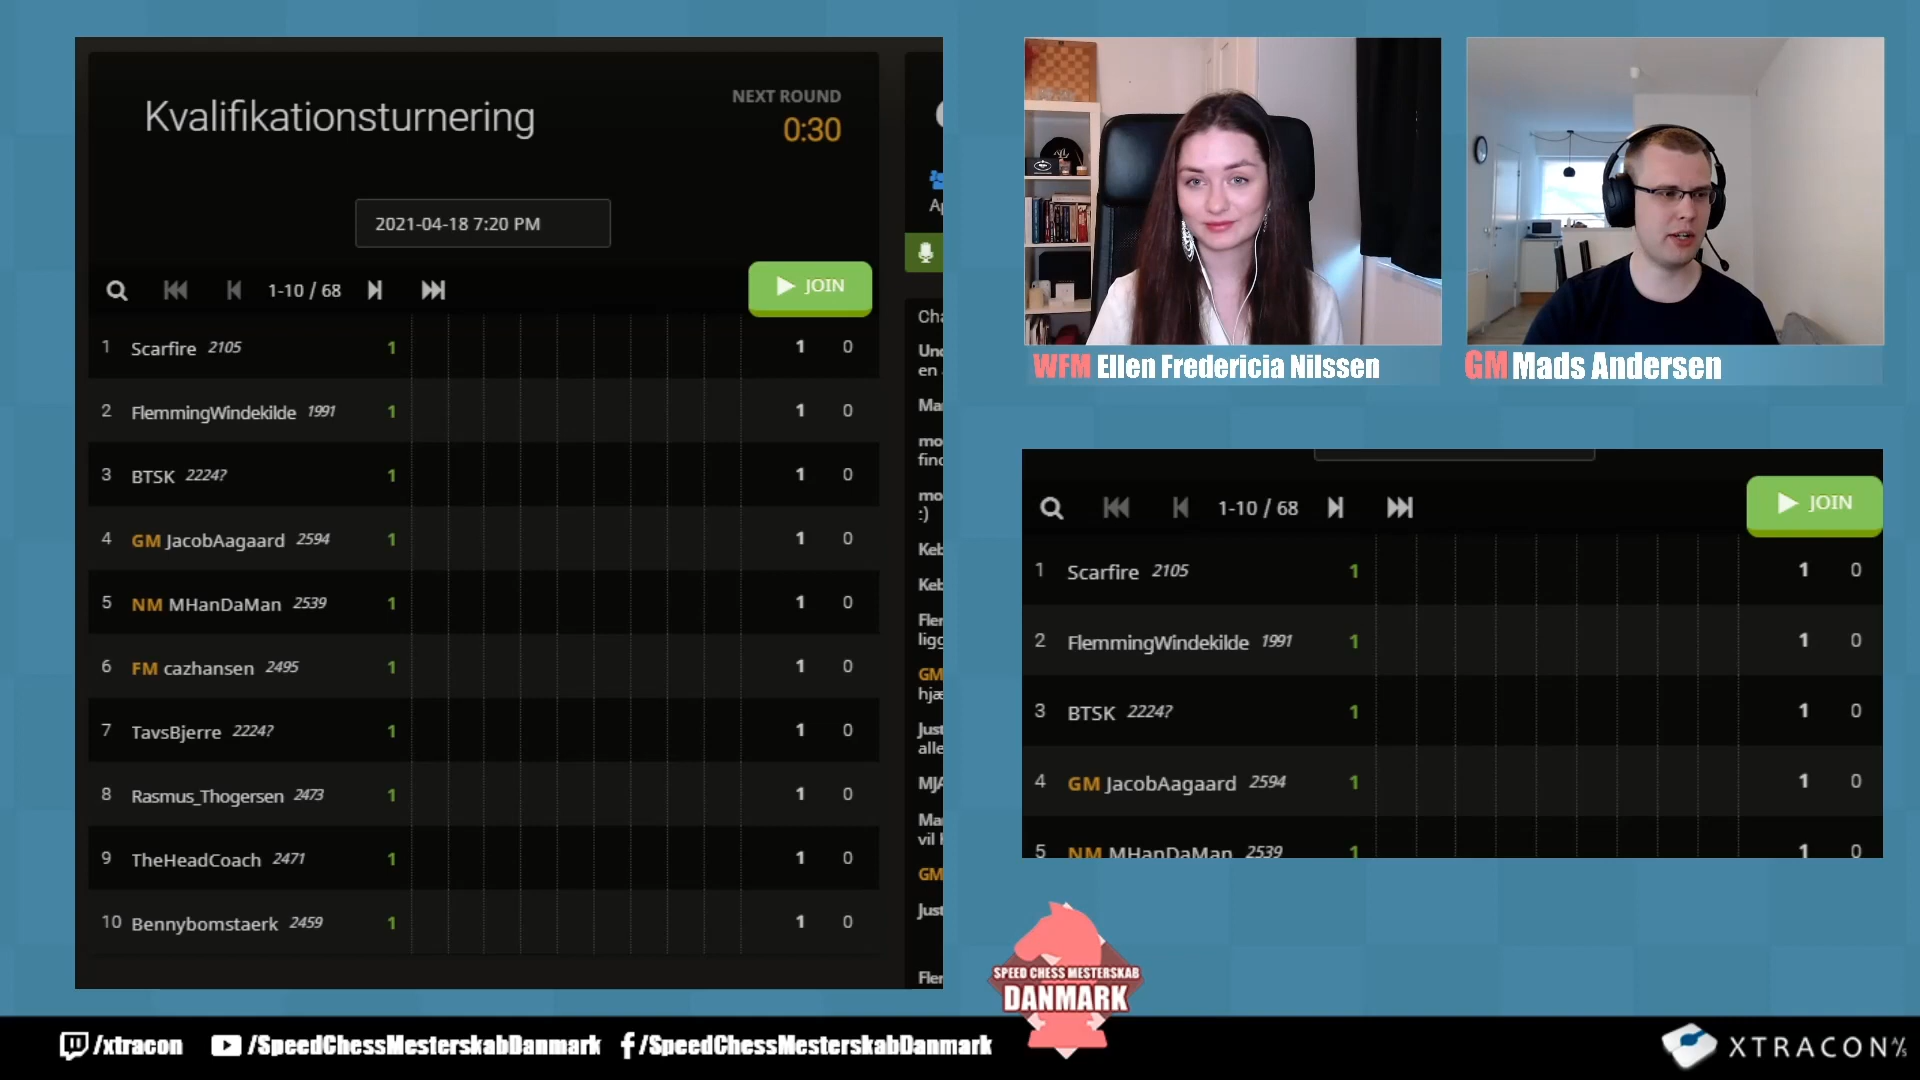 Kvalifikationsturnering
NEXT ROUND
0:30
2021-04-18 7:20 PM
1-10 / 68
JOIN
1 Scarfire 2105 1 1 0
2 FlemmingWindekilde 1991 1 1 0
3 BTSK 2224? 1 1 0
4 GM JacobAagaard 2594 1 1 0
5 NM MHanDaMan 2539 1 1 0
6 FM cazhansen 2495 1 1 0
7 TavsBjerre 2224? 1 1 0
8 Rasmus_Thogersen 2473 1 1 0
9 TheHeadCoach 2471 1 1 0
10 Bennybomstaerk 2459 1 1 0
en
:)
GM
GM
WFM Ellen Fredericia Nilssen
GM Mads Andersen
1-10 / 68
JOIN
1 Scarfire 2105 1 1 0
2 FlemmingWindekilde 1991 1 1 0
3 BTSK 2224? 1 1 0
4 GM JacobAagaard 2594 1 1 0
5 NM MHanDaMan 2539 1 1 0
SPEED CHESS MESTERSKAB
DANMARK
/xtracon
/SpeedChessMesterskabDanmark
/SpeedChessMesterskabDanmark
XTRACON A/S